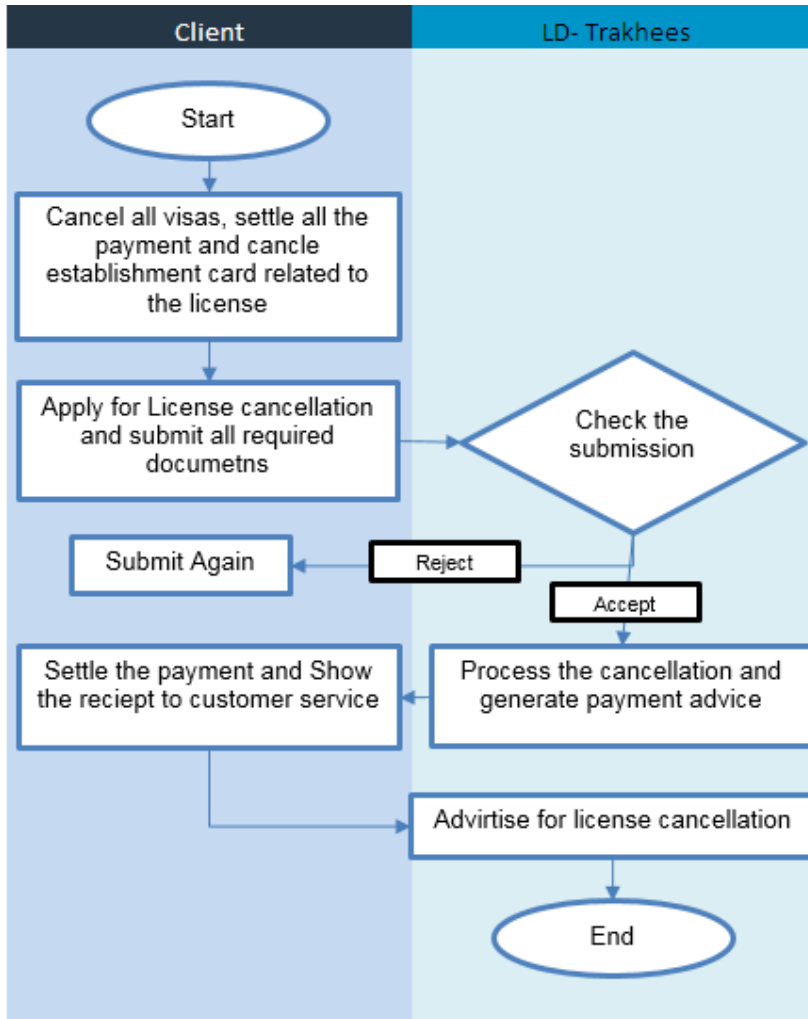 Client
LD- Trakhees
Start
Cancel all visas, settle all the
payment and cancle
establishment card related to
the license
Apply for License cancellation
and submit all required
documetns
Check the
submission
Submit Again
Reject
Accept
Settle the payment and Show
the reciept to customer service
Process the cancellation and
generate payment advice
Advirtise for license cancellation
End